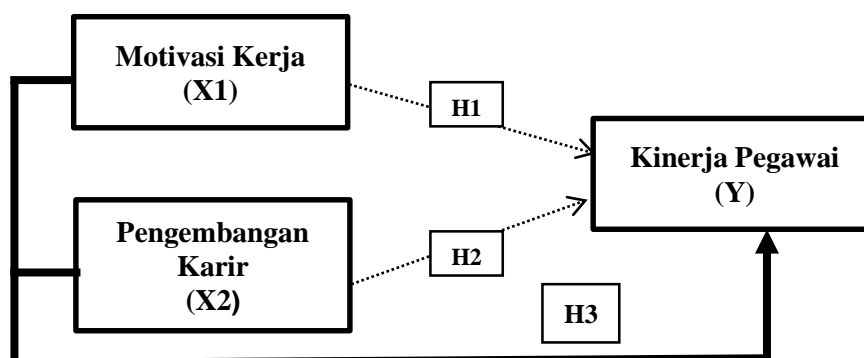 Motivasi Kerja
(X1)
H1
Kinerja Pegawai
(Y)
Pengembangan
Karir
(X2)
H2
H3